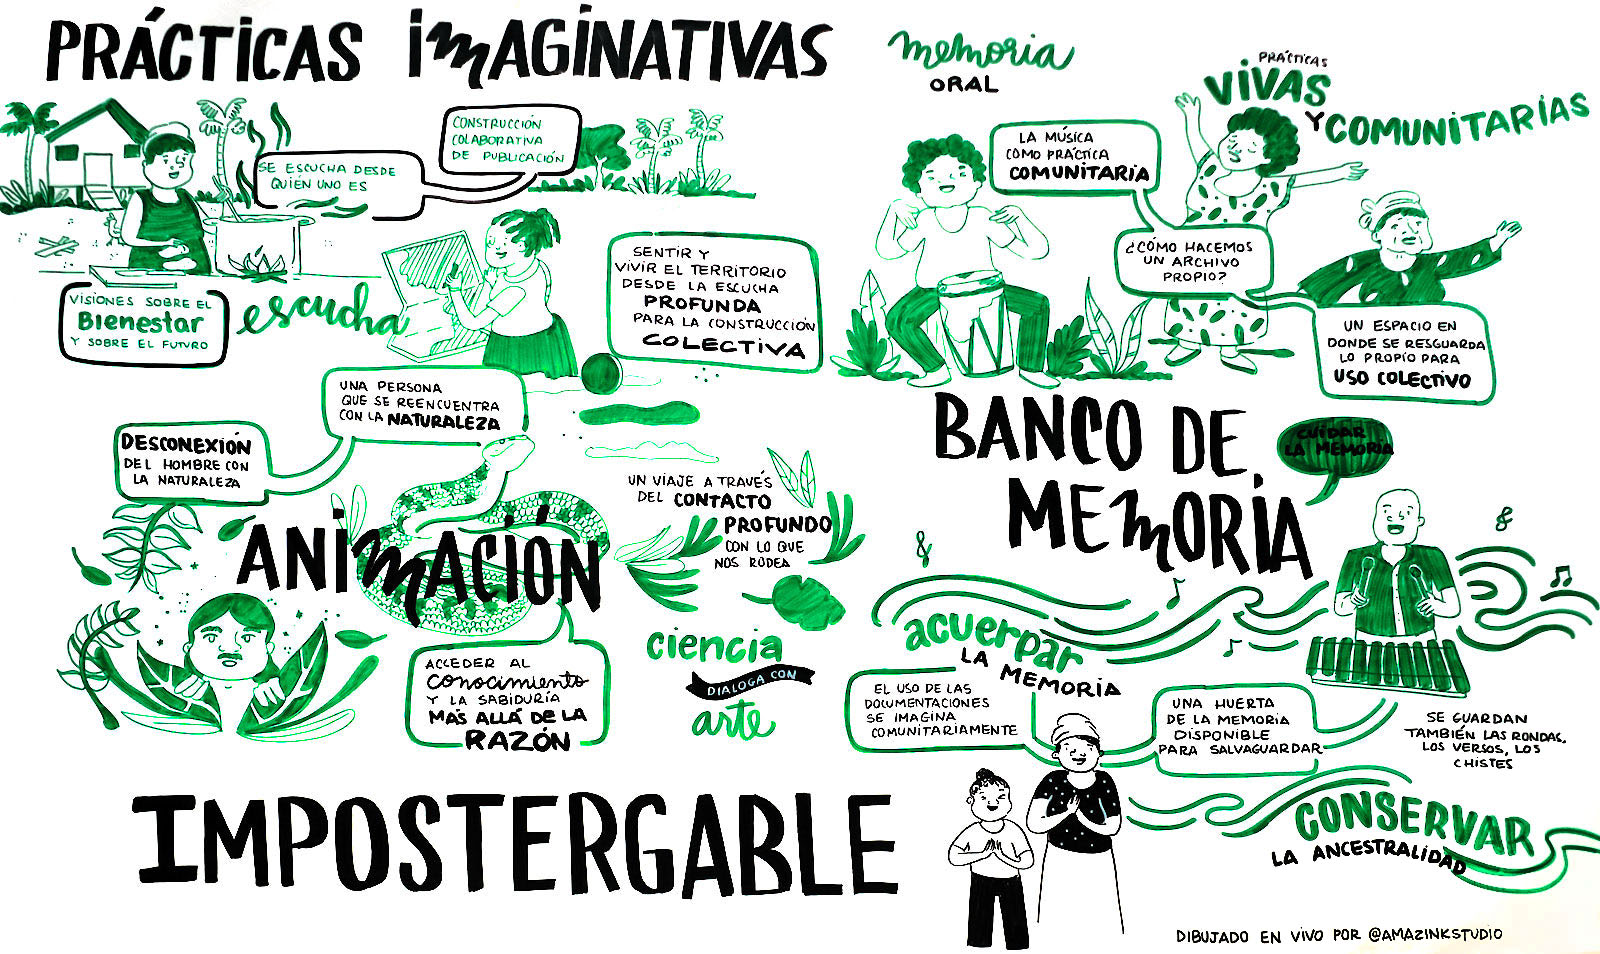 PRÁCTICAS IMAGINATIVAS
SE ESCUCHA DESDE
QUIÉN UNO ES
CONSTRUCCIÓN
COLABORATIVA
DE PUBLICACIÓN
VISIONES SOBRE EL
BIENESTAR
Y SOBRE EL FUTURO
escucha
SENTIR Y
VIVIR EL TERRITORIO
DESDE LA ESCUCHA
PROFUNDA
PARA LA CONSTRUCCIÓN
COLECTIVA
UNA PERSONA
QUE SE REENCUENTRA
CON LA NATURALEZA
DESCONEXIÓN
DEL HOMBRE CON
LA NATURALEZA
ANIMACIÓN
UN VIAJE A TRAVÉS
DEL CONTACTO
PROFUNDO
CON LO QUE
NOS RODEA
ACCEDER AL
conocimiento
Y LA SABIDURÍA
MÁS ALLÁ DE LA
RAZÓN
ciencia
DIALOGA CON
arte
IMPOSTERGABLE
memoria
ORAL
PRÁCTICAS
VIVAS
Y COMUNITARIAS
LA MÚSICA
COMO PRÁCTICA
COMUNITARIA
¿CÓMO HACEMOS
UN ARCHIVO
PROPIO?
UN ESPACIO EN
DONDE SE RESGUARDA
LO PROPIO PARA
USO COLECTIVO
BANCO DE
MEMORIA
CUIDAR
LA MEMORIA
acuerpar
LA MEMORIA
EL USO DE LAS
DOCUMENTACIONES
SE IMAGINA
COMUNITARIAMENTE
UNA HUERTA
DE LA MEMORIA
DISPONIBLE
PARA SALVAGUARDAR
SE GUARDAN
TAMBIÉN LAS RONDAS,
LOS VERSOS, LOS
CHISTES
CONSERVAR
LA ANCESTRALIDAD
DIBUJADO EN VIVO POR @AMAZINKSTUDIO